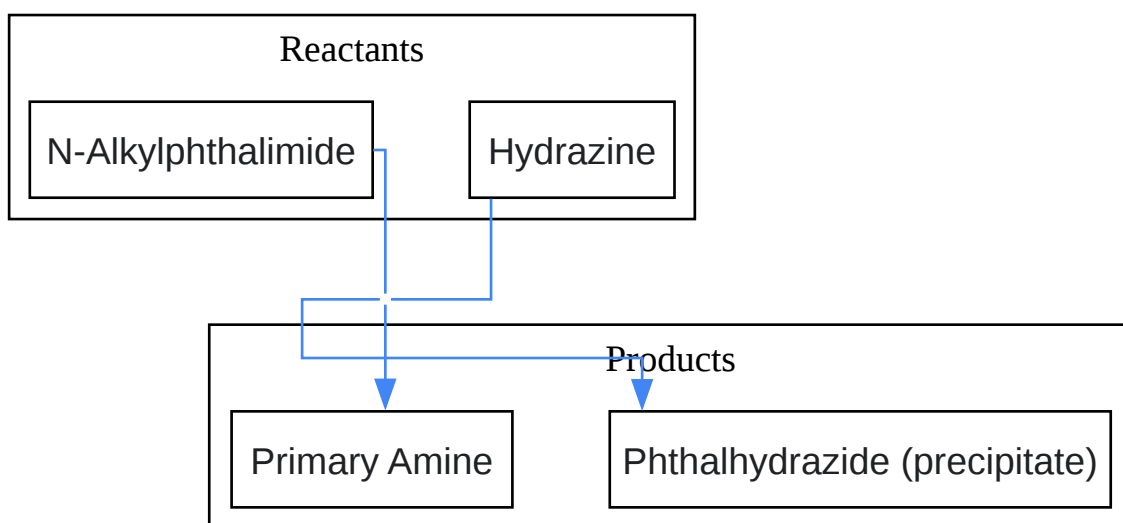 Reactants
N-Alkylphthalimide
Hydrazine
Products
Primary Amine
Phthalhydrazide (precipitate)